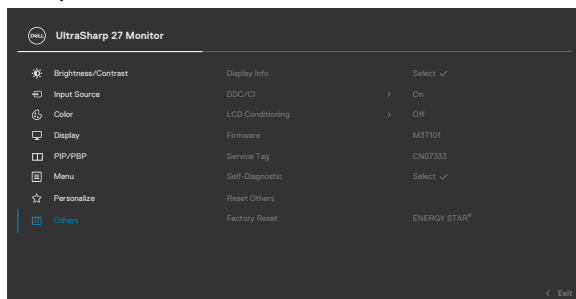 DELL
UltraSharp 27 Monitor
Brightness/Contrast Display Info Select ✓
Input Source DDC/CI > On
Color LCD Conditioning > Off
Display Firmware M3T101
PIP/PBP Service Tag CN07333
Menu Self-Diagnostic Select ✓
Personalize Reset Others
Others Factory Reset ENERGY STAR®
< Exit